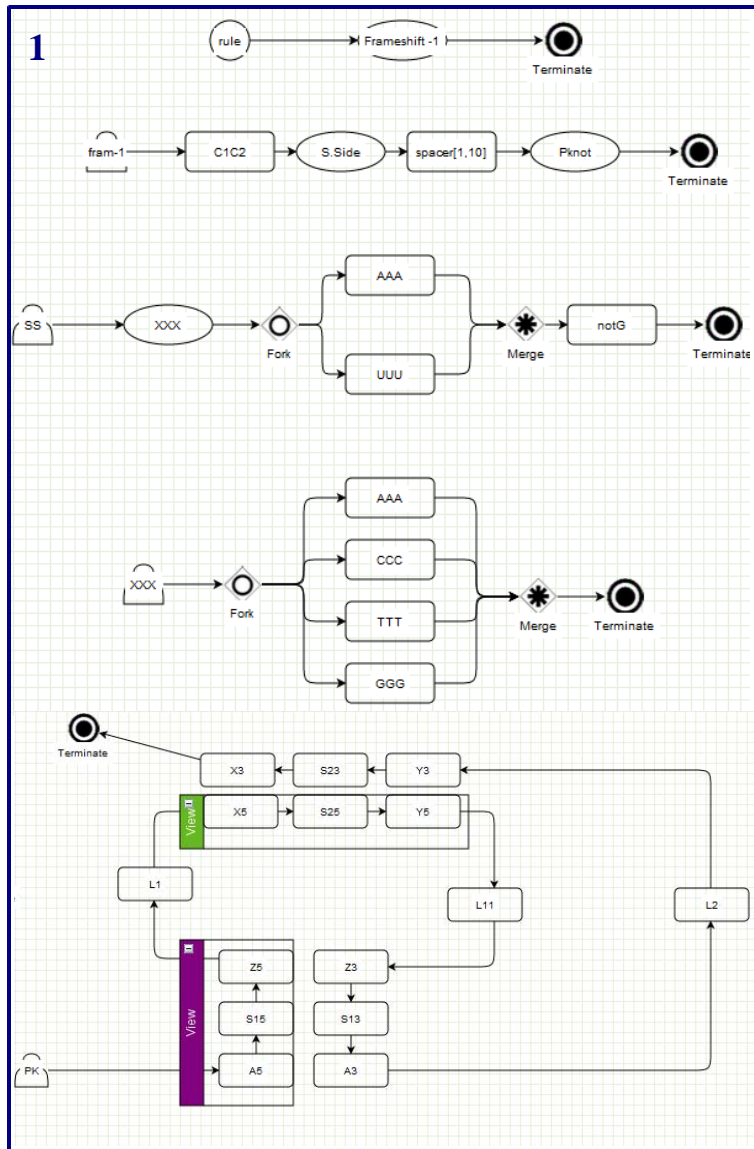 1
rule
Frameshift -1
Terminate
fram-1
C1C2
S.Side
spacer[1,10]
Pknot
Terminate
SS
XXX
Fork
AAA
UUU
Merge
notG
Terminate
XXX
Fork
AAA
CCC
TTT
GGG
Merge
Terminate
Terminate
X3
S23
Y3
View
X5
S25
Y5
L1
L11
L2
View
Z5
Z3
S15
S13
PK
A5
A3